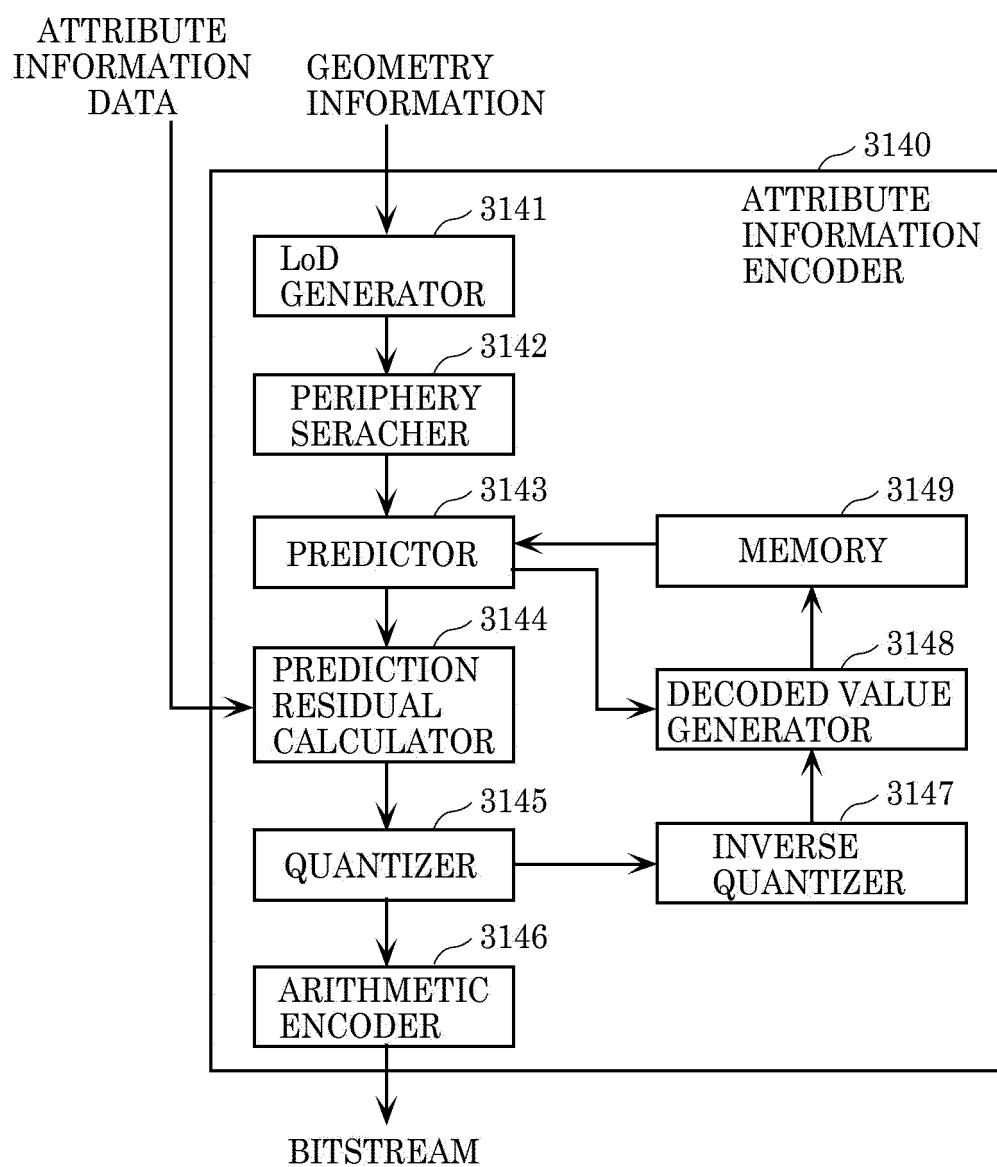 ATTRIBUTE
INFORMATION
DATA
GEOMETRY
INFORMATION
3140
ATTRIBUTE
INFORMATION
ENCODER
3141
LoD
GENERATOR
3142
PERIPHERY
SERACHER
3143
PREDICTOR
3149
MEMORY
3144
PREDICTION
RESIDUAL
CALCULATOR
3148
DECODED VALUE
GENERATOR
3145
QUANTIZER
3147
INVERSE
QUANTIZER
3146
ARITHMETIC
ENCODER
BITSTREAM